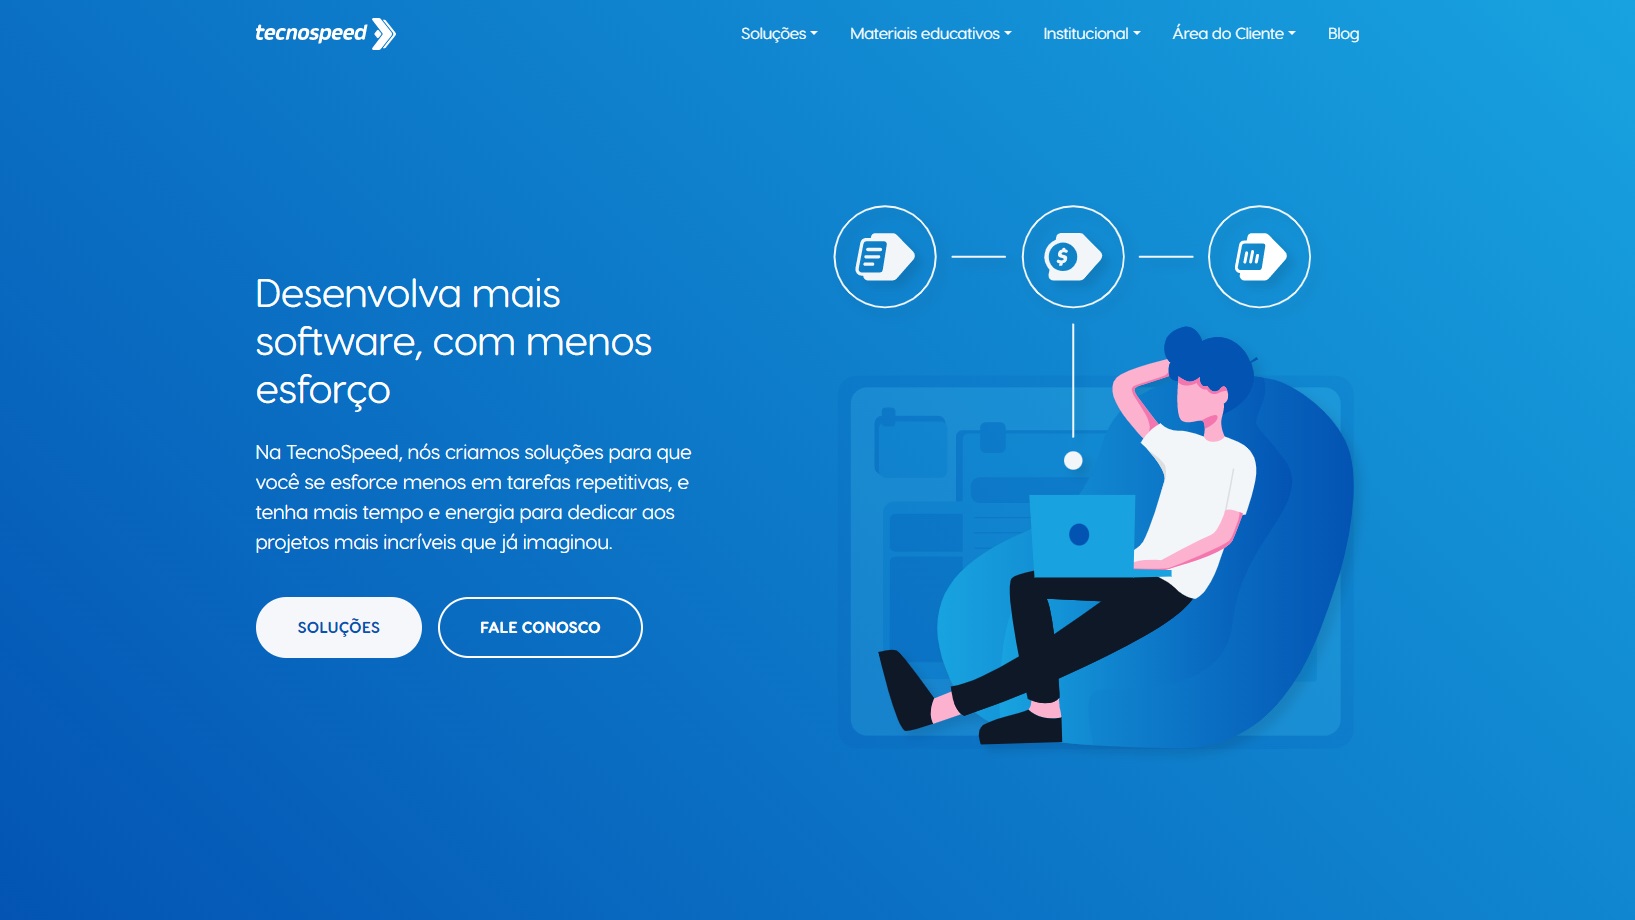 tecnospeed
Soluções Materiais educativos Institucional Área do Cliente Blog
Desenvolva mais
software, com menos
esforço
Na TecnoSpeed, nós criamos soluções para que
você se esforce menos em tarefas repetitivas, e
tenha mais tempo e energia para dedicar aos
projetos mais incríveis que já imaginou.
SOLUÇÕES FALE CONOSCO
$